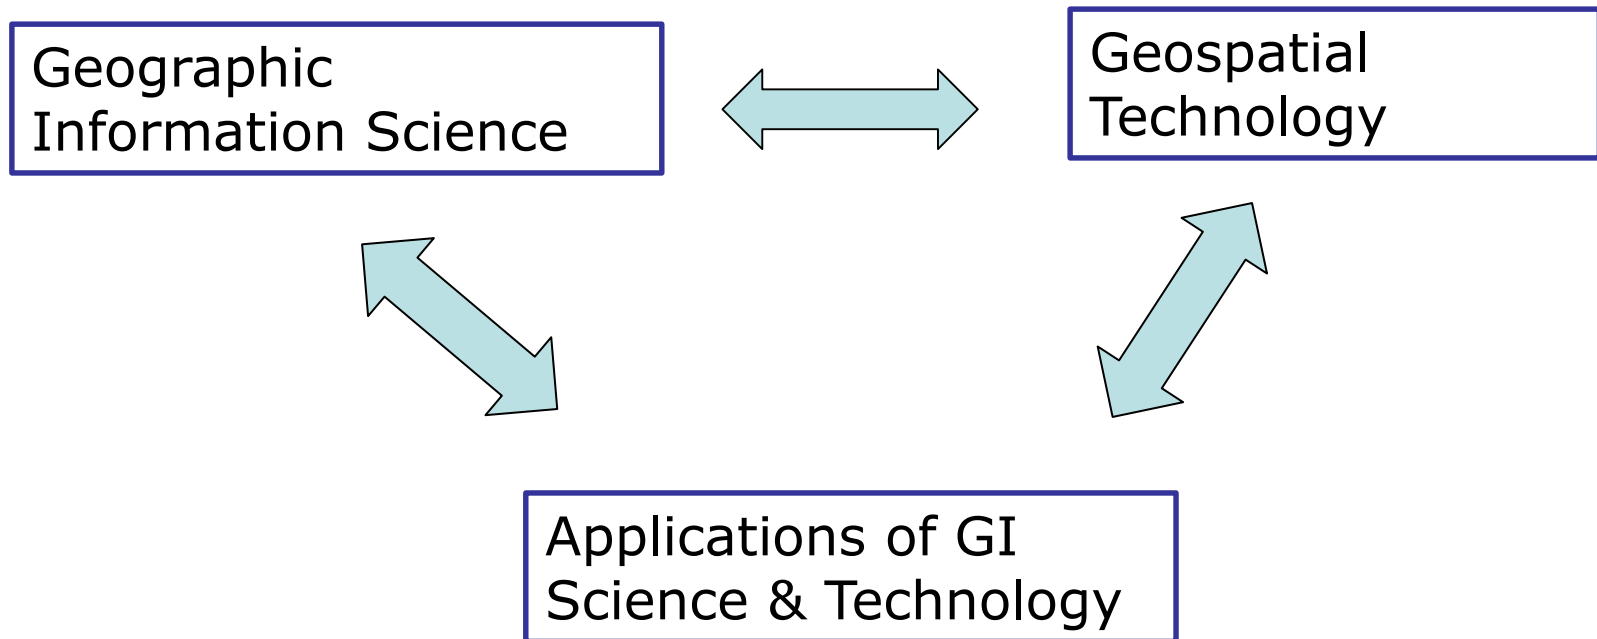 Geographic
Information Science
Geospatial
Technology
Applications of GI
Science & Technology